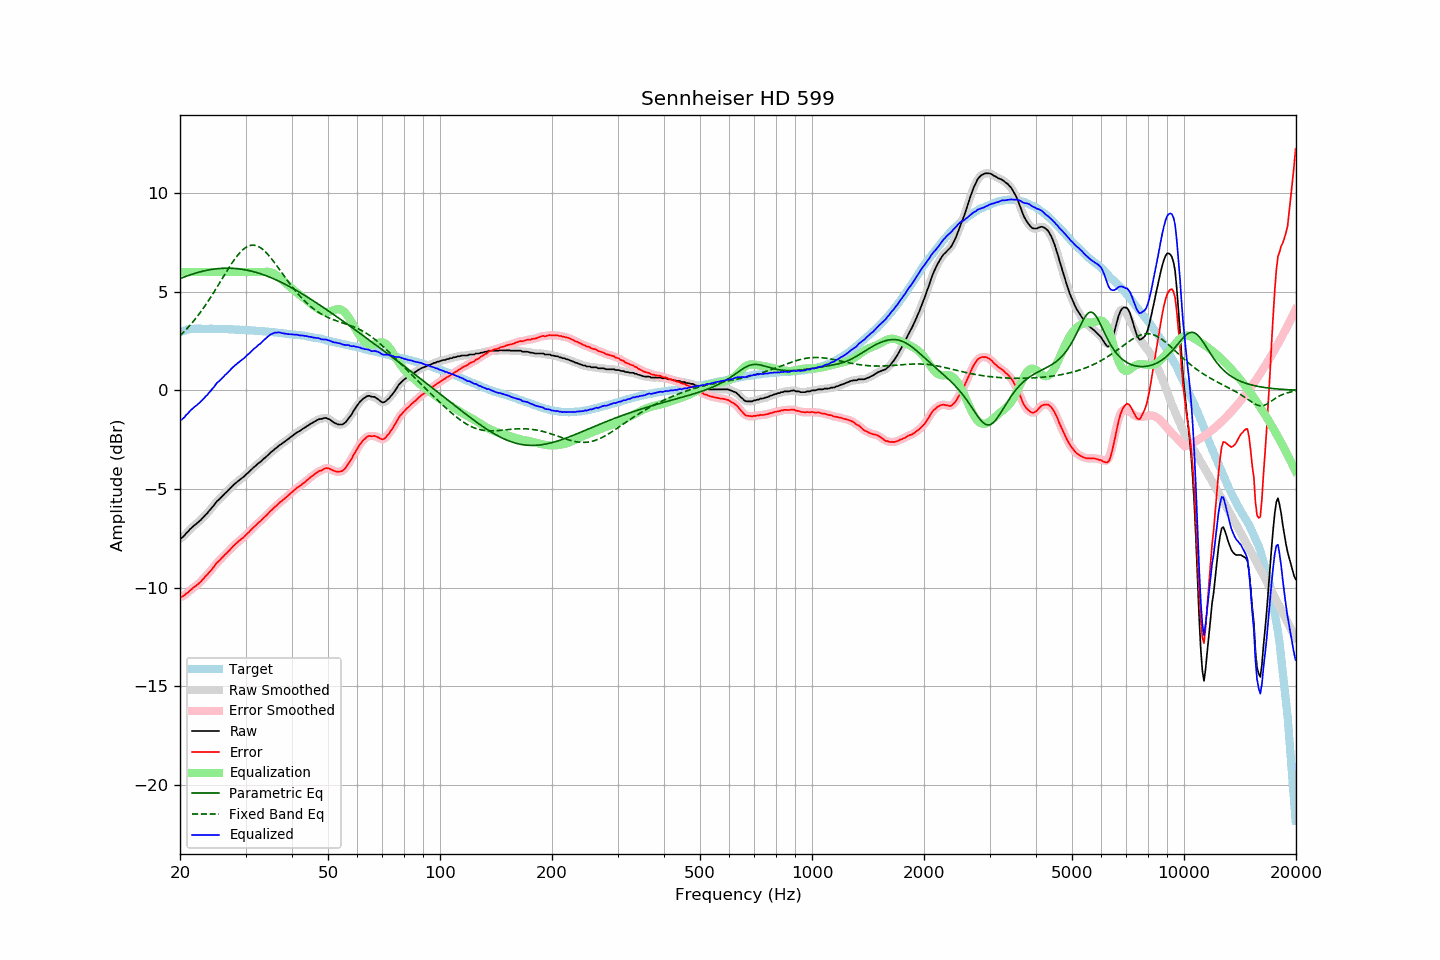 Sennheiser HD 599
Amplitude (dBr)
10
5
0
−5
−10
−15
−20
Target
Raw Smoothed
Error Smoothed
Raw
Error
Equalization
Parametric Eq
Fixed Band Eq
Equalized
20 50 100 200 500 1000 2000 5000 10000 20000
Frequency (Hz)